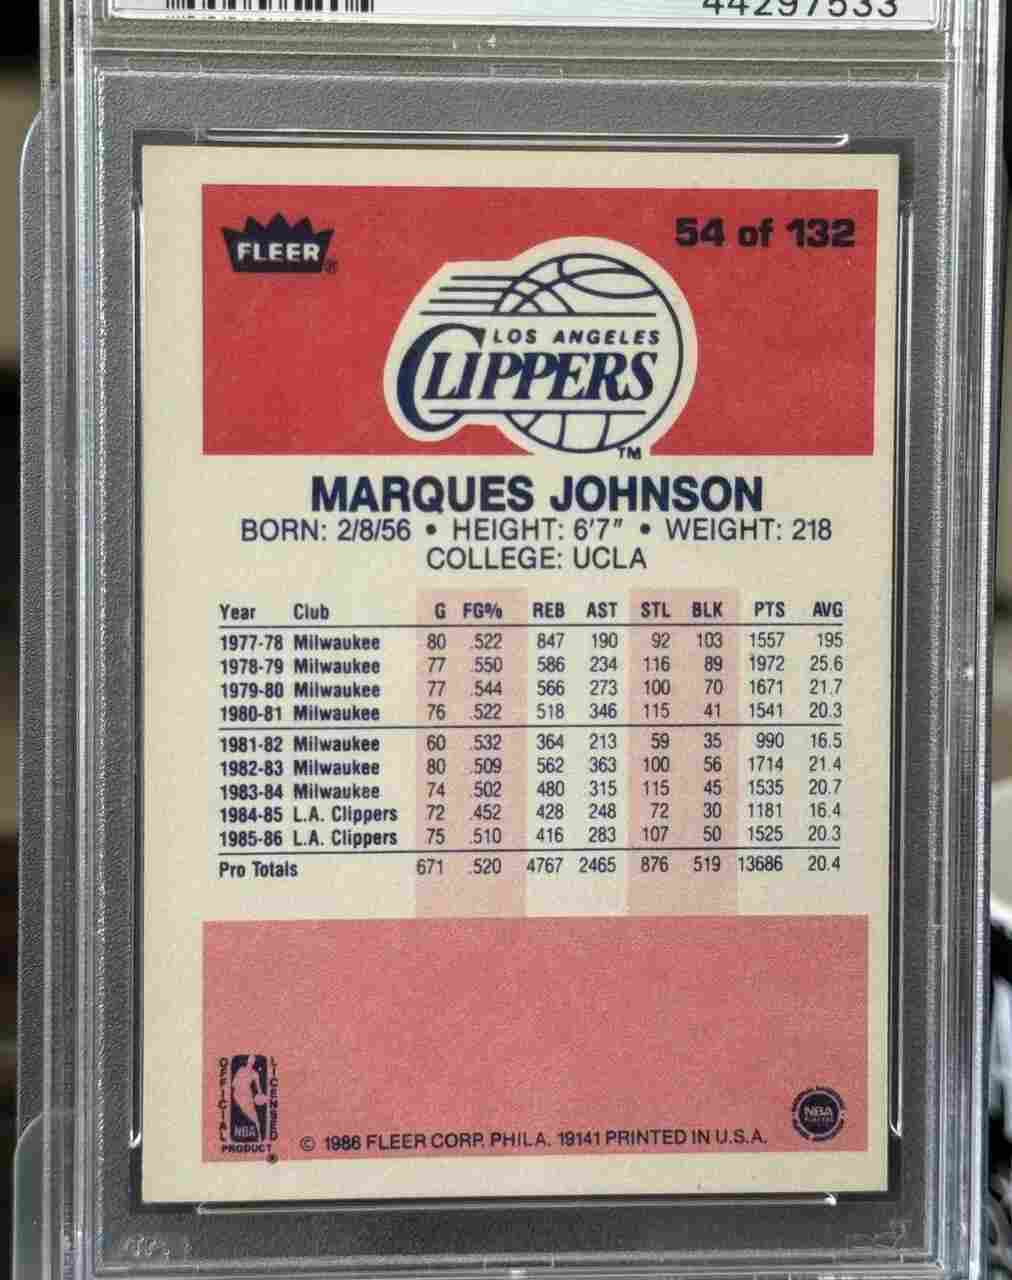 44297533
FLEER®
54 of 132
LOS ANGELES
CLIPPERS
TM
MARQUES JOHNSON
BORN: 2/8/56 • HEIGHT: 6'7" • WEIGHT: 218
COLLEGE: UCLA
Year Club G FG% REB AST STL BLK PTS AVG
1977-78 Milwaukee 80 .522 847 190 92 103 1557 195
1978-79 Milwaukee 77 .550 586 234 116 89 1972 25.6
1979-80 Milwaukee 77 .544 566 273 100 70 1671 21.7
1980-81 Milwaukee 76 .522 518 346 115 41 1541 20.3
1981-82 Milwaukee 60 .532 364 213 59 35 990 16.5
1982-83 Milwaukee 80 .509 562 363 100 56 1714 21.4
1983-84 Milwaukee 74 .502 480 315 115 45 1535 20.7
1984-85 L.A. Clippers 72 .452 428 248 72 30 1181 16.4
1985-86 L.A. Clippers 75 .510 416 283 107 50 1525 20.3
Pro Totals 671 .520 4767 2465 876 519 13686 20.4
OFFICIAL LICENSED
NBA
PRODUCT ®
© 1986 FLEER CORP. PHILA. 19141 PRINTED IN U.S.A.
NBA
PLAYERS